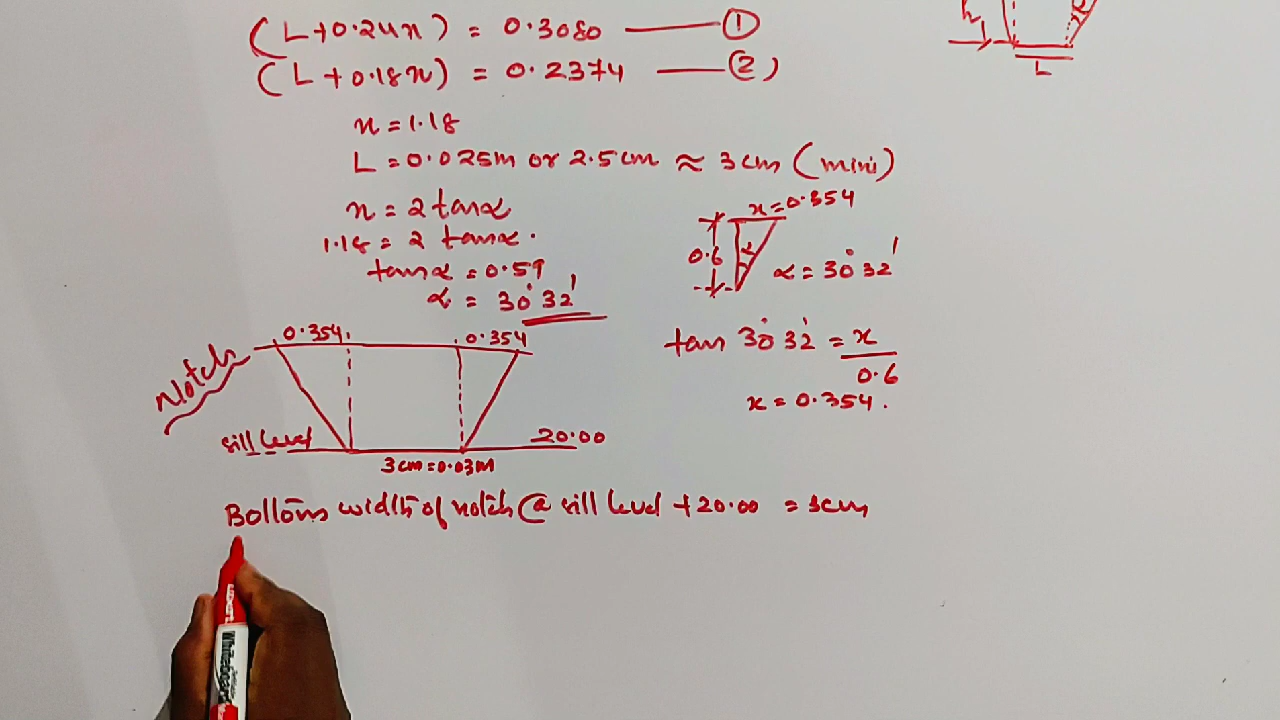 (L+0.24n) = 0.3080 —— ①
(L+0.18n) = 0.2374 —— ②)
n = 1.18
L = 0.025m or 2.5cm ≈ 3cm (mini)
n = 2 tanα
1.18 = 2 tanα.
tanα = 0.59
α = 30° 32'
h
α
L
x=0.354
0.6
α
α = 30° 32'
tan 30° 32' = x
0.6
x = 0.354.
0.354.
0.354
Notch
sill level
20.00
3cm=0.03M
Bottom width of notch @ sill level +20.00 = 3cm
Whiteboard